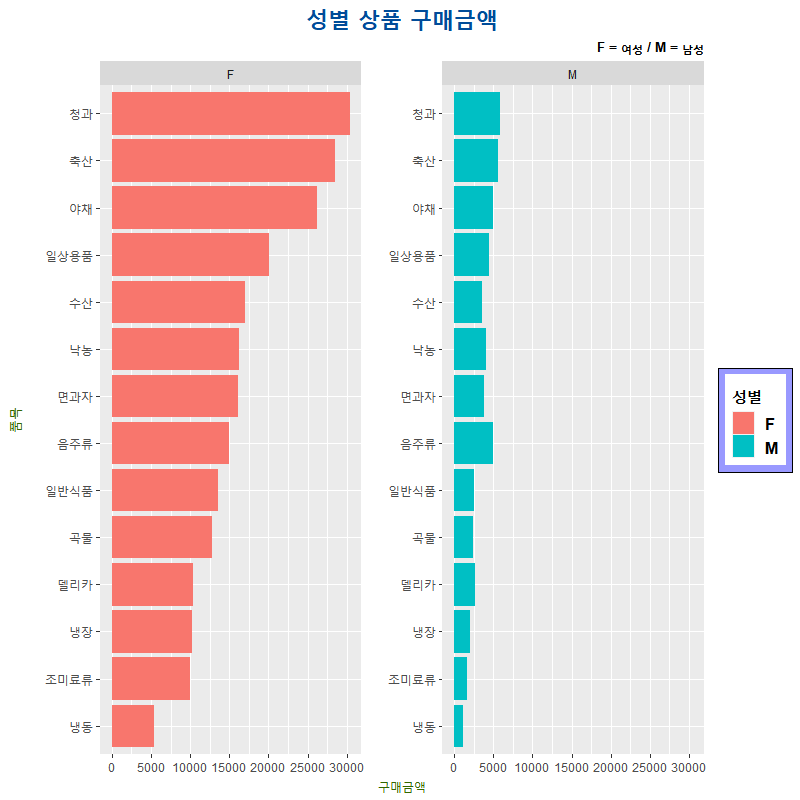 성별 상품 구매금액
F = 여성 / M = 남성
F
M
청과
축산
야채
일상용품
수산
낙농
면과자
음주류
일반식품
곡물
델리카
냉장
조미료류
냉동
청과
축산
야채
일상용품
수산
낙농
면과자
음주류
일반식품
곡물
델리카
냉장
조미료류
냉동
0 5000 10000 15000 20000 25000 30000
0 5000 10000 15000 20000 25000 30000
구매금액
품목
성별
F
M